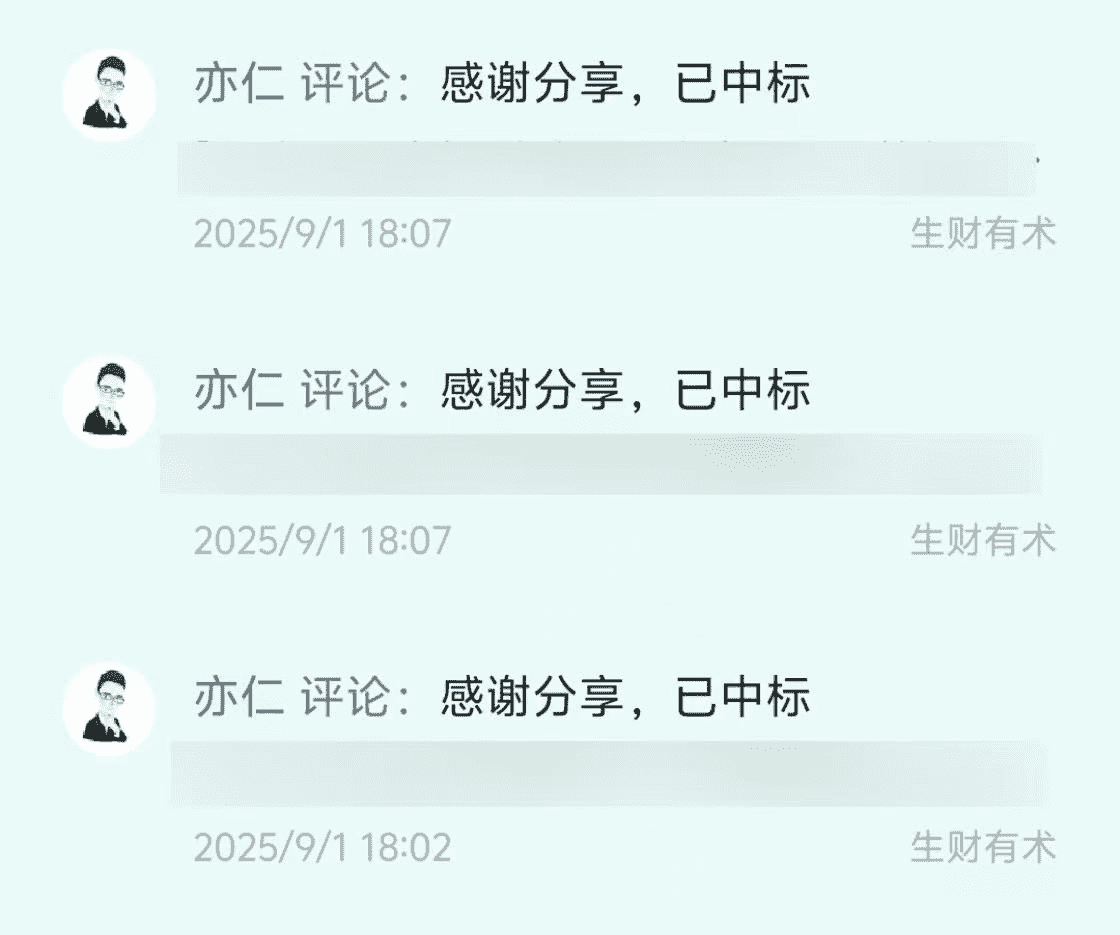 亦仁 评论：感谢分享，已中标
2025/9/1 18:07
生财有术
亦仁 评论：感谢分享，已中标
2025/9/1 18:07
生财有术
亦仁 评论：感谢分享，已中标
2025/9/1 18:02
生财有术